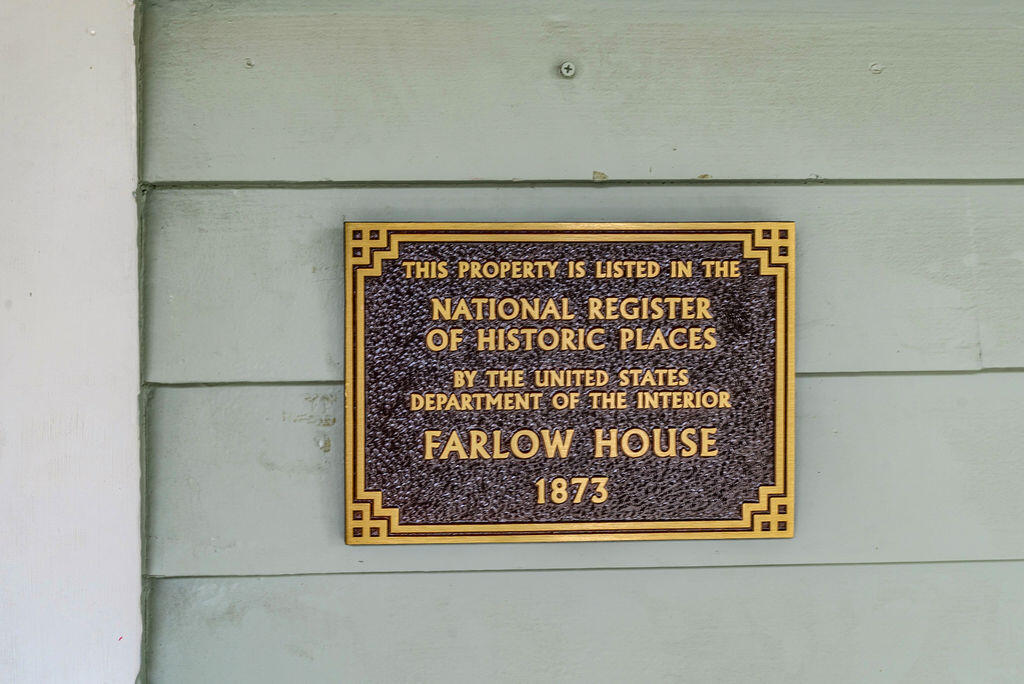 THIS PROPERTY IS LISTED IN THE
NATIONAL REGISTER
OF HISTORIC PLACES
BY THE UNITED STATES
DEPARTMENT OF THE INTERIOR
FARLOW HOUSE
1873